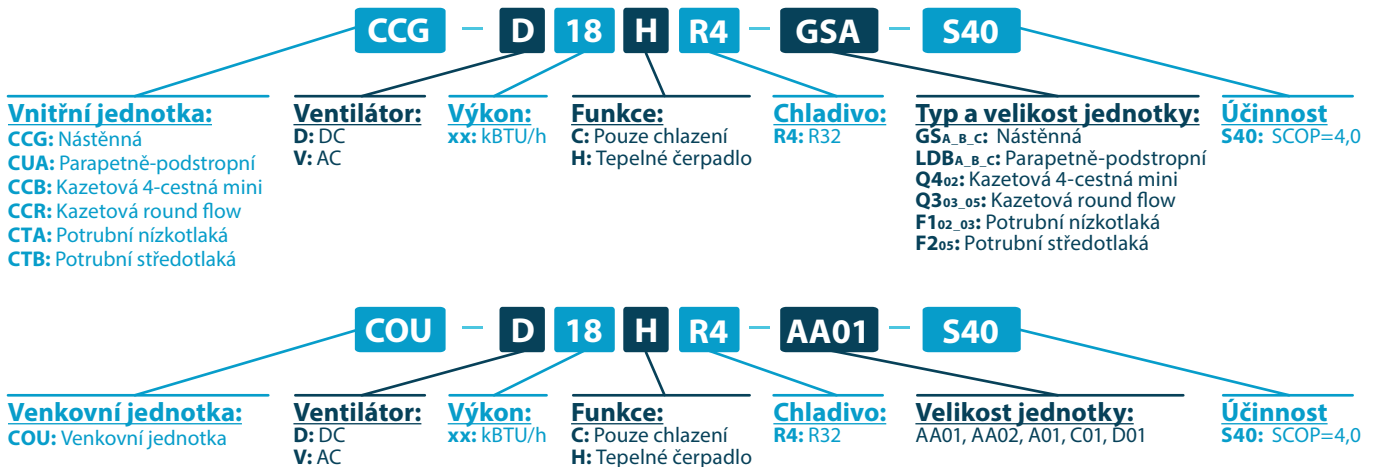 CCG – D 18 H R4 – GSA – S40
Vnitřní jednotka:
CCG: Nástěnná
CUA: Parapetně-podstropní
CCB: Kazetová 4-cestná mini
CCR: Kazetová round flow
CTA: Potrubní nízkotlaká
CTB: Potrubní středotlaká
Ventilátor:
D: DC
V: AC
Výkon:
xx: kBTU/h
Funkce:
C: Pouze chlazení
H: Tepelné čerpadlo
Chladivo:
R4: R32
Typ a velikost jednotky:
GSA_B_C: Nástěnná
LDBA_B_C: Parapetně-podstropní
Q402: Kazetová 4-cestná mini
Q303_05: Kazetová round flow
F102_03: Potrubní nízkotlaká
F205: Potrubní středotlaká
Účinnost
S40: SCOP=4,0
COU – D 18 H R4 – AA01 – S40
Venkovní jednotka:
COU: Venkovní jednotka
Ventilátor:
D: DC
V: AC
Výkon:
xx: kBTU/h
Funkce:
C: Pouze chlazení
H: Tepelné čerpadlo
Chladivo:
R4: R32
Velikost jednotky:
AA01, AA02, A01, C01, D01
Účinnost
S40: SCOP=4,0